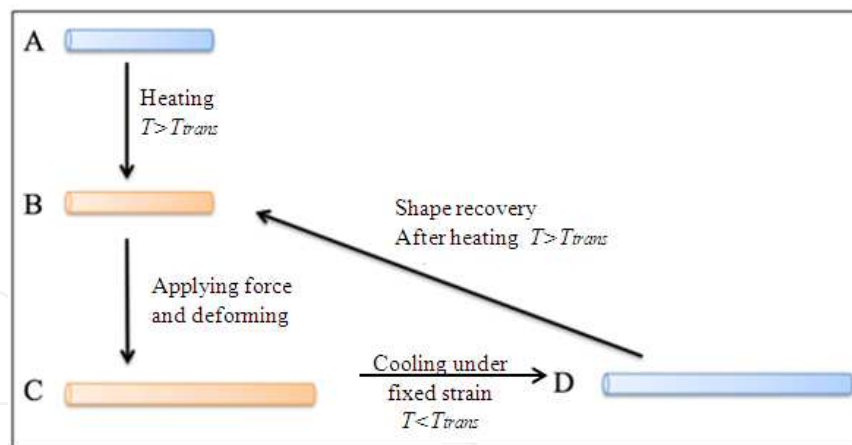 A
Heating
T>Ttrans
B
Shape recovery
After heating T>Ttrans
Applying force
and deforming
Cooling under
fixed strain
T<Ttrans
C
D